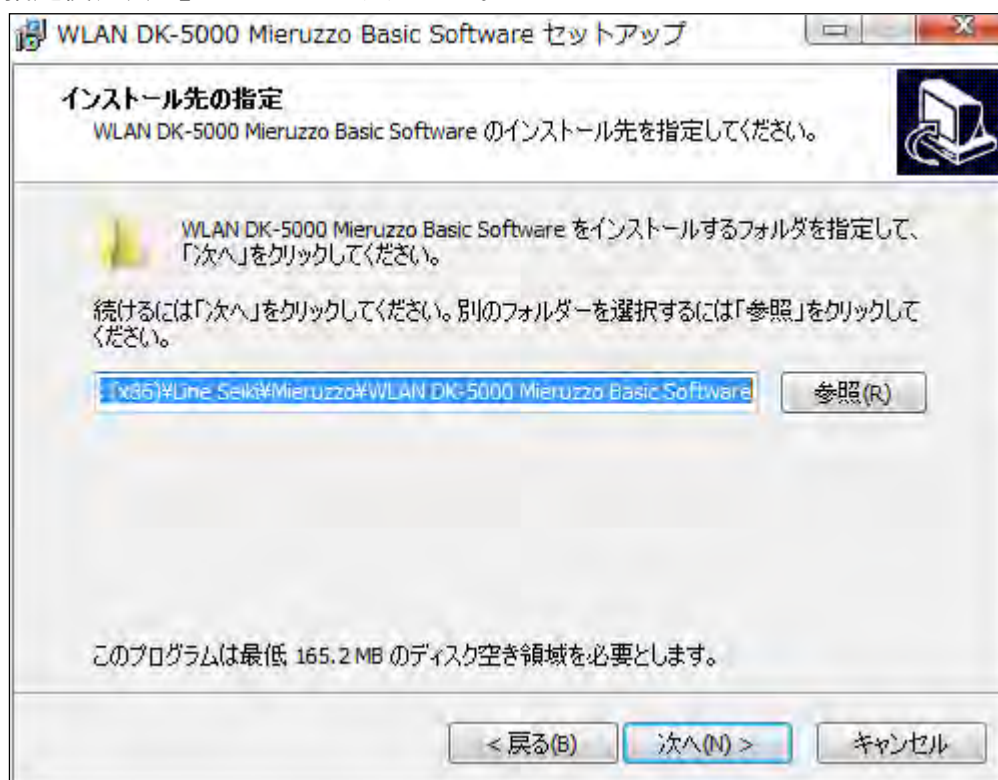 WLAN DK-5000 Mieruzzo Basic Software セットアップ
インストール先の指定
WLAN DK-5000 Mieruzzo Basic Software のインストール先を指定してください。
WLAN DK-5000 Mieruzzo Basic Software をインストールするフォルダを指定して、
「次へ」をクリックしてください。
続けるには「次へ」をクリックしてください。別のフォルダーを選択するには「参照」をクリックして
ください。
(x86)¥Line Seiki¥Mieruzzo¥WLAN DK-5000 Mieruzzo Basic Software
参照(R)
このプログラムは最低 165.2 MB のディスク空き領域を必要とします。
< 戻る(B)
次へ(N) >
キャンセル